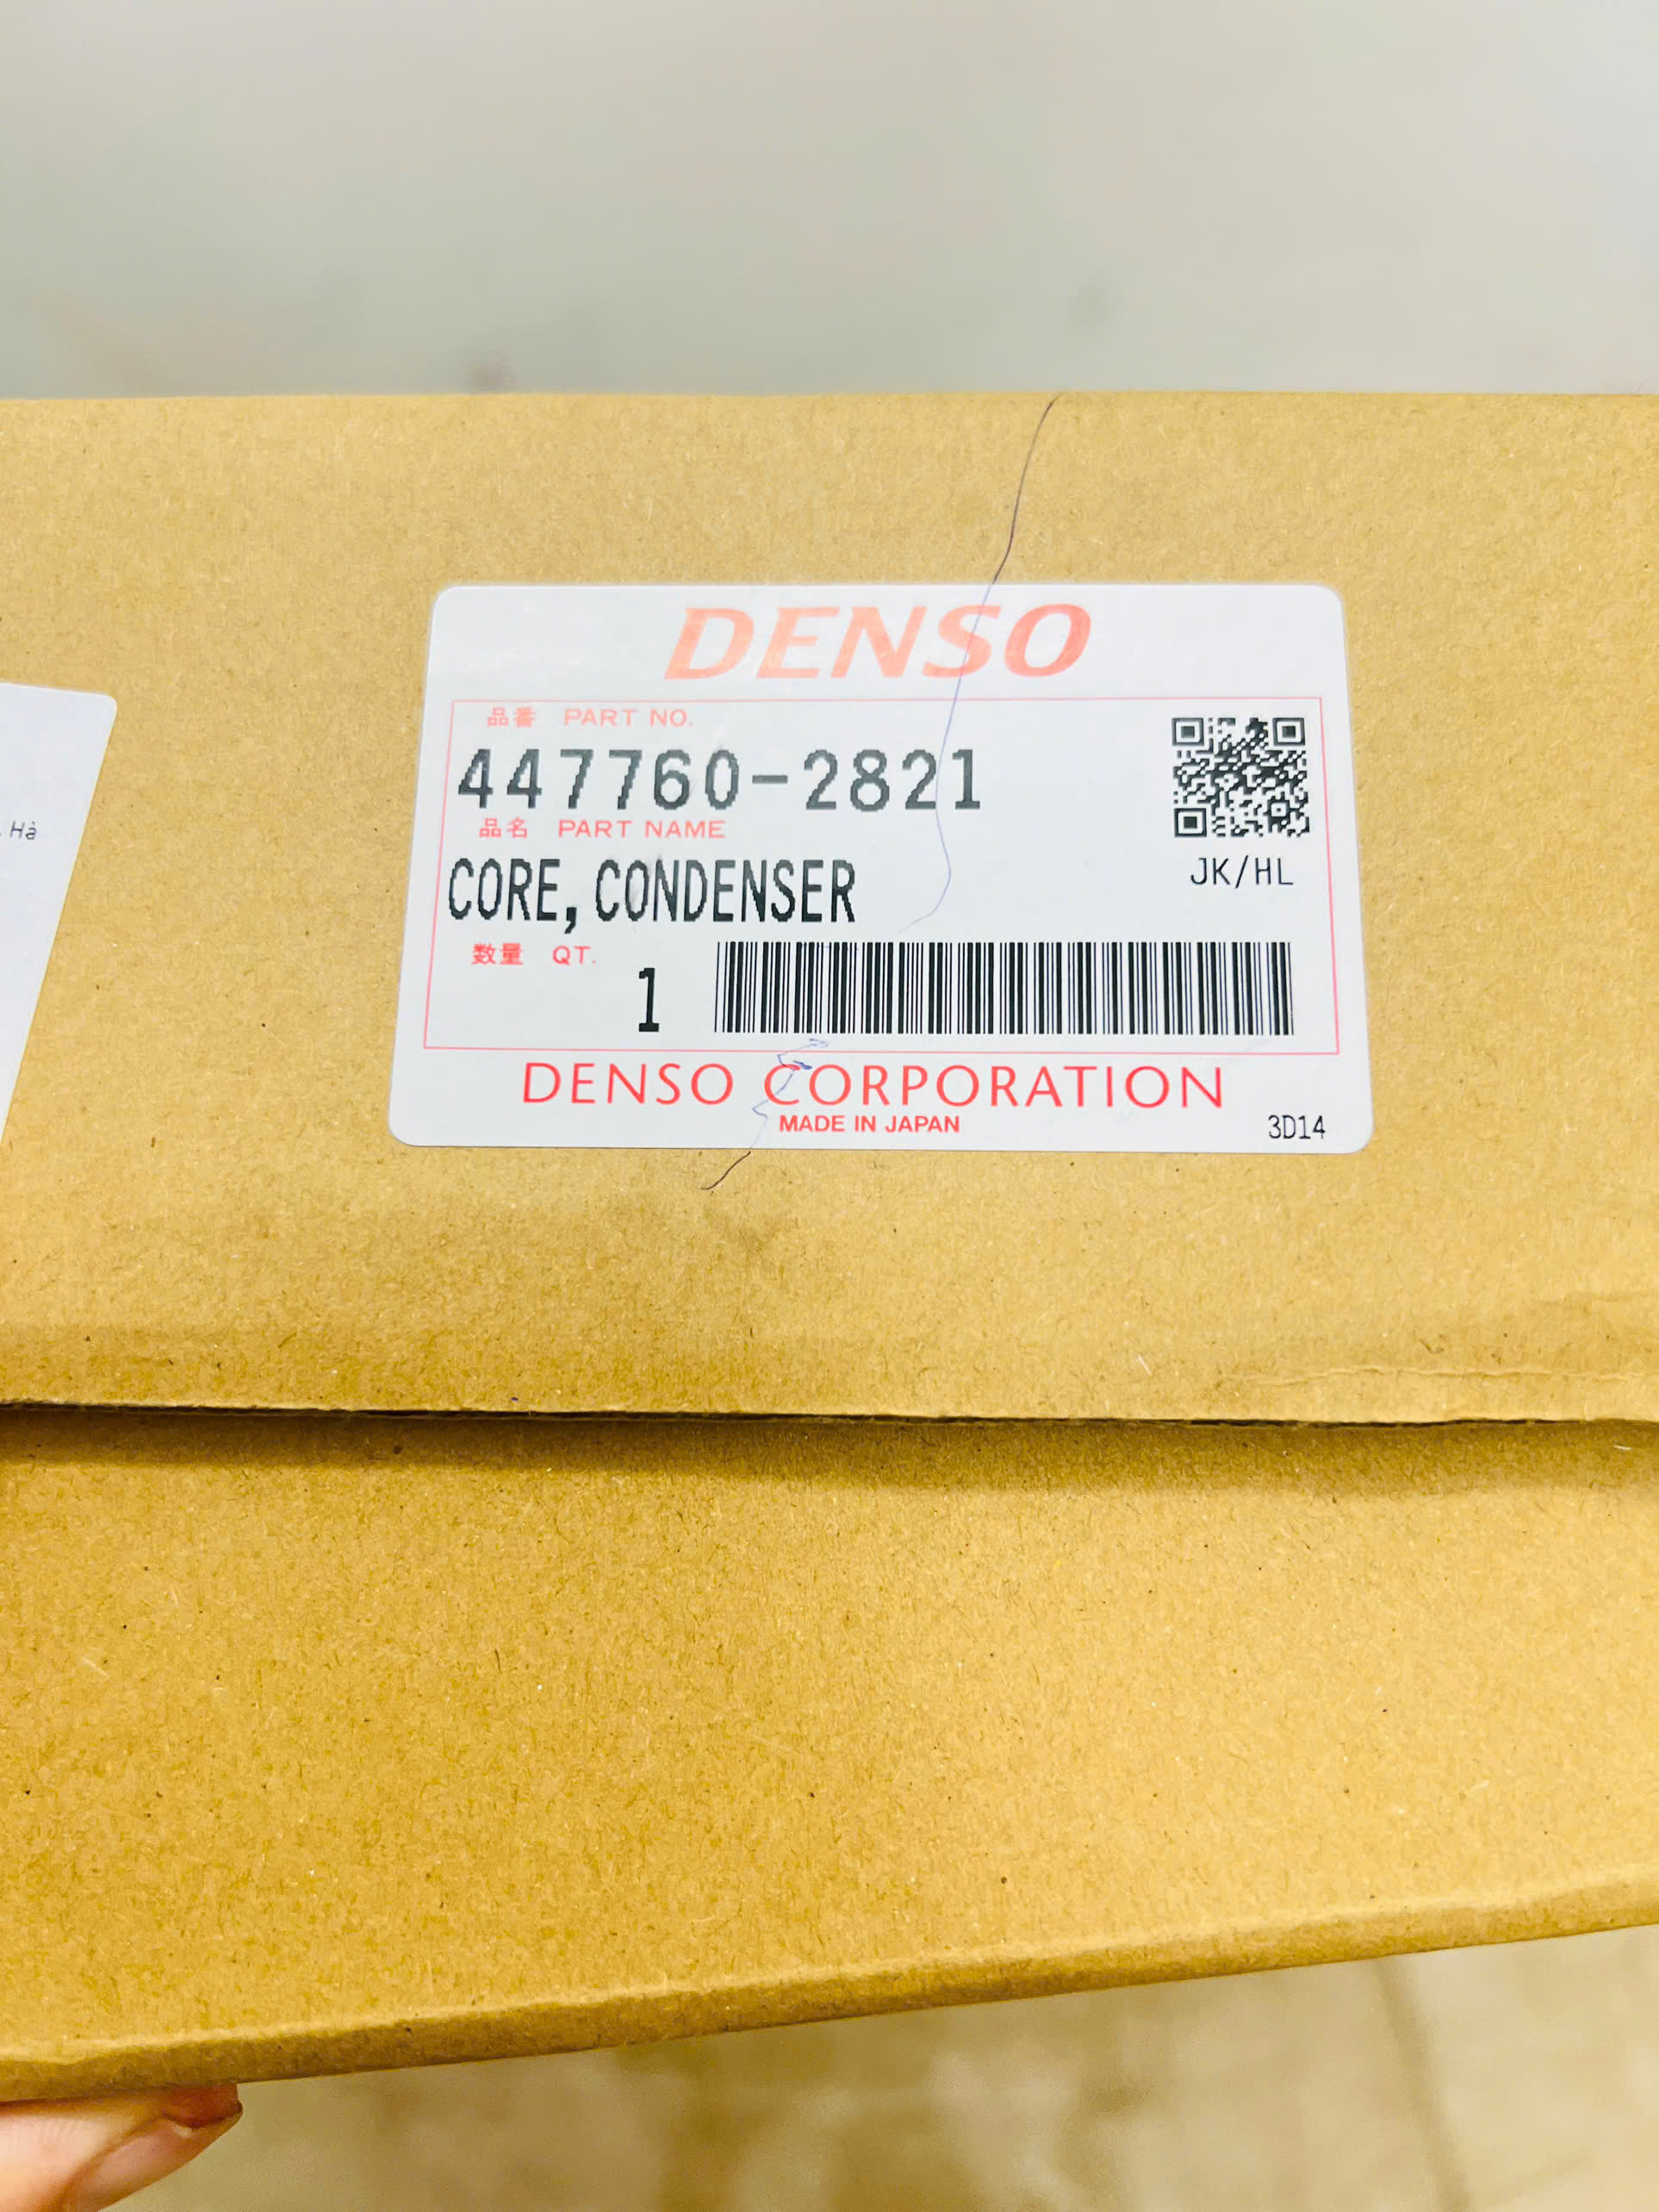 DENSO
品番 PART NO.
447760-2821
品名 PART NAME
CORE, CONDENSER
JK/HL
数量 QT.
1
DENSO CORPORATION
MADE IN JAPAN
3D14
Hà